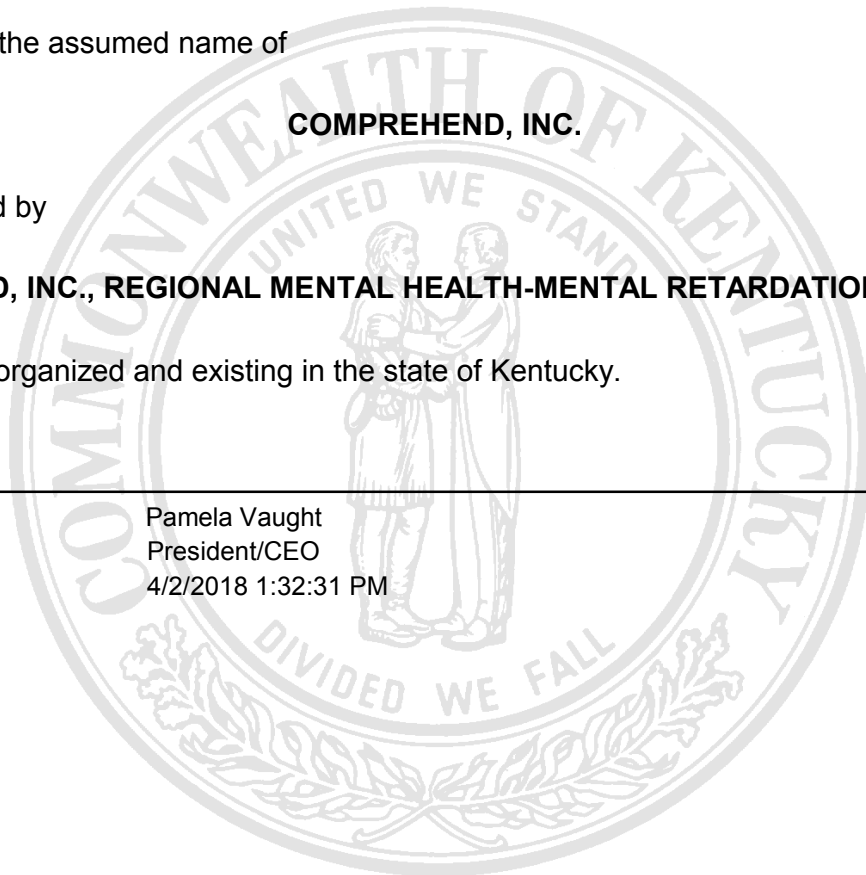 the assumed name of
COMPREHEND, INC.
d by
D, INC., REGIONAL MENTAL HEALTH-MENTAL RETARDATION
organized and existing in the state of Kentucky.
Pamela Vaught
President/CEO
4/2/2018 1:32:31 PM
COMMONWEALTH OF KENTUCKY
UNITED WE STAND
DIVIDED WE FALL